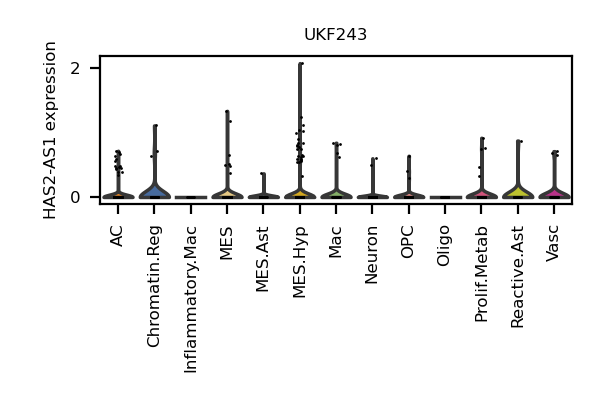 UKF243
HAS2-AS1 expression
2
0
AC
Chromatin.Reg
Inflammatory.Mac
MES
MES.Ast
MES.Hyp
Mac
Neuron
OPC
Oligo
Prolif.Metab
Reactive.Ast
Vasc